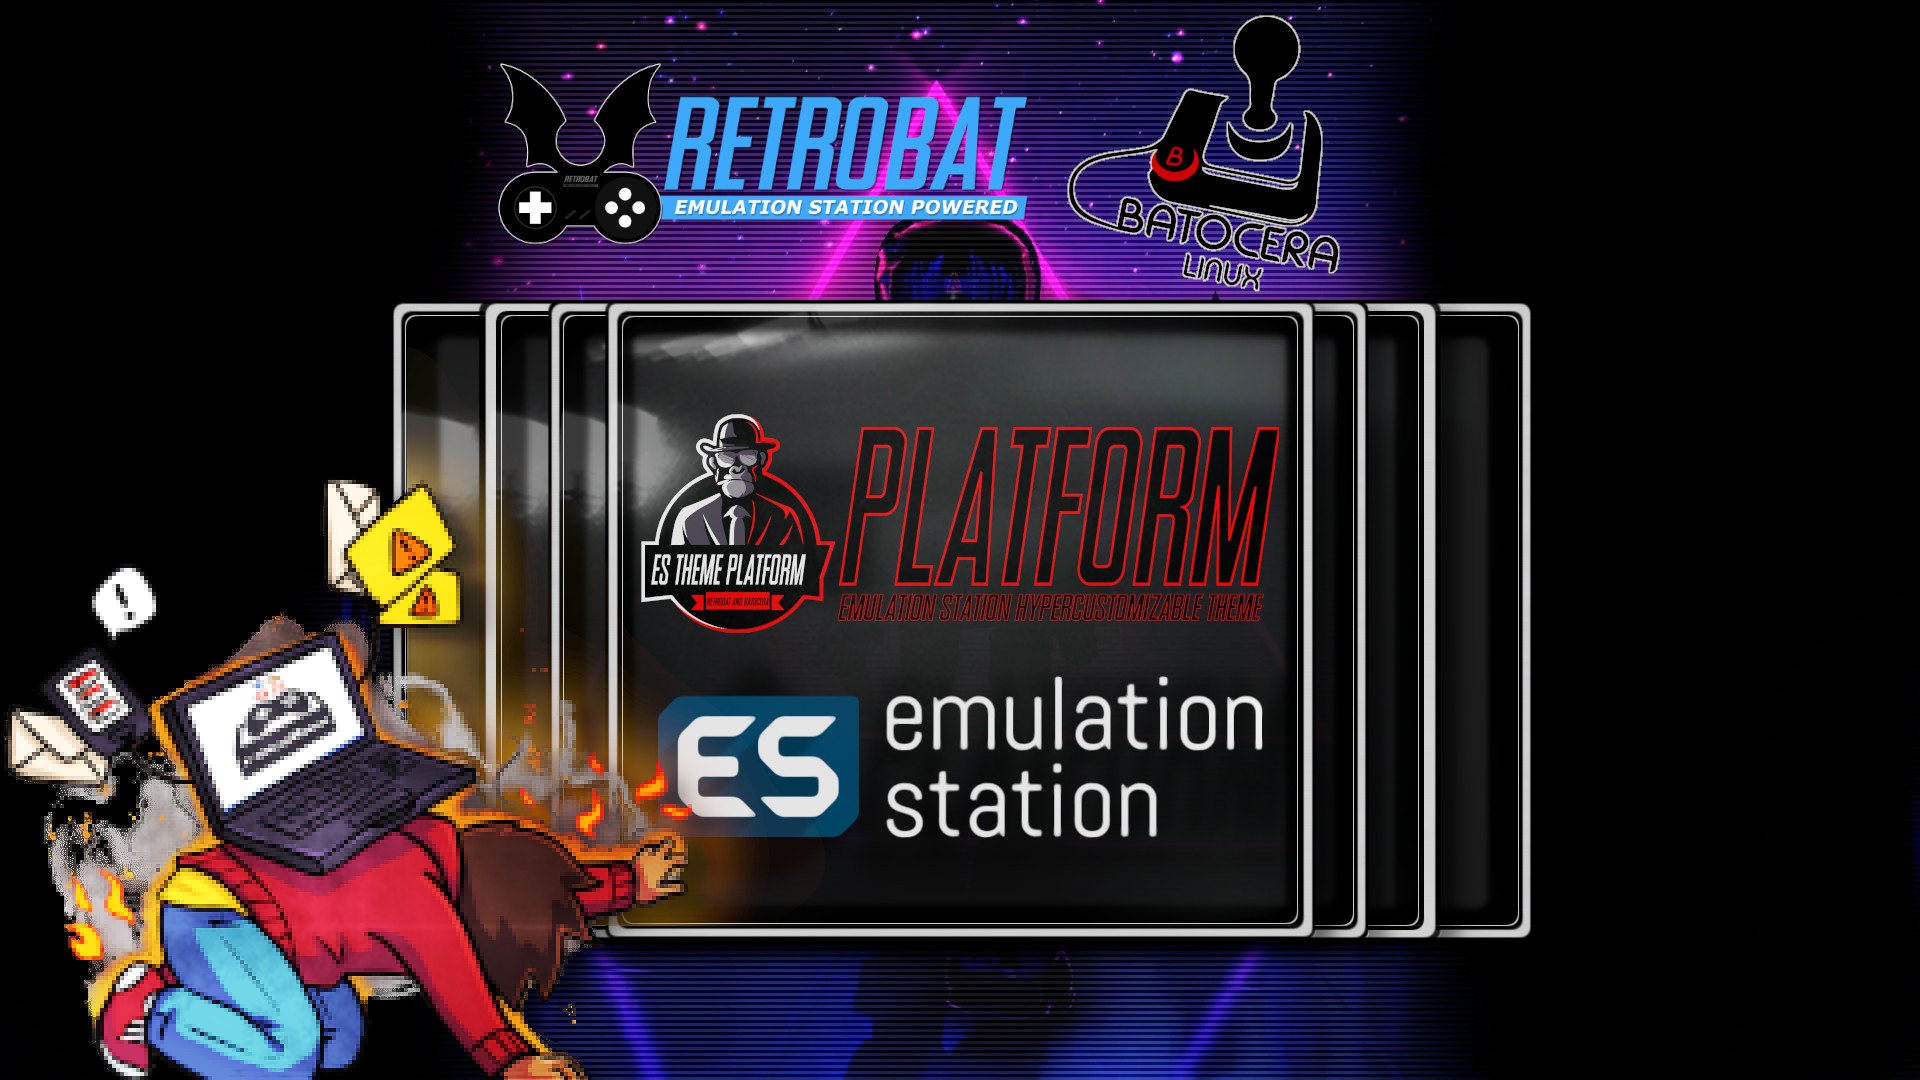 RETROBAT
EMULATION STATION POWERED
RETROBAT
B
BATOCERA
LINUX
PLATFORM
EMULATION STATION HYPERCUSTOMIZABLE THEME
ES THEME PLATFORM
RETROBAT AND BATOCERA
!
ES
emulation
station